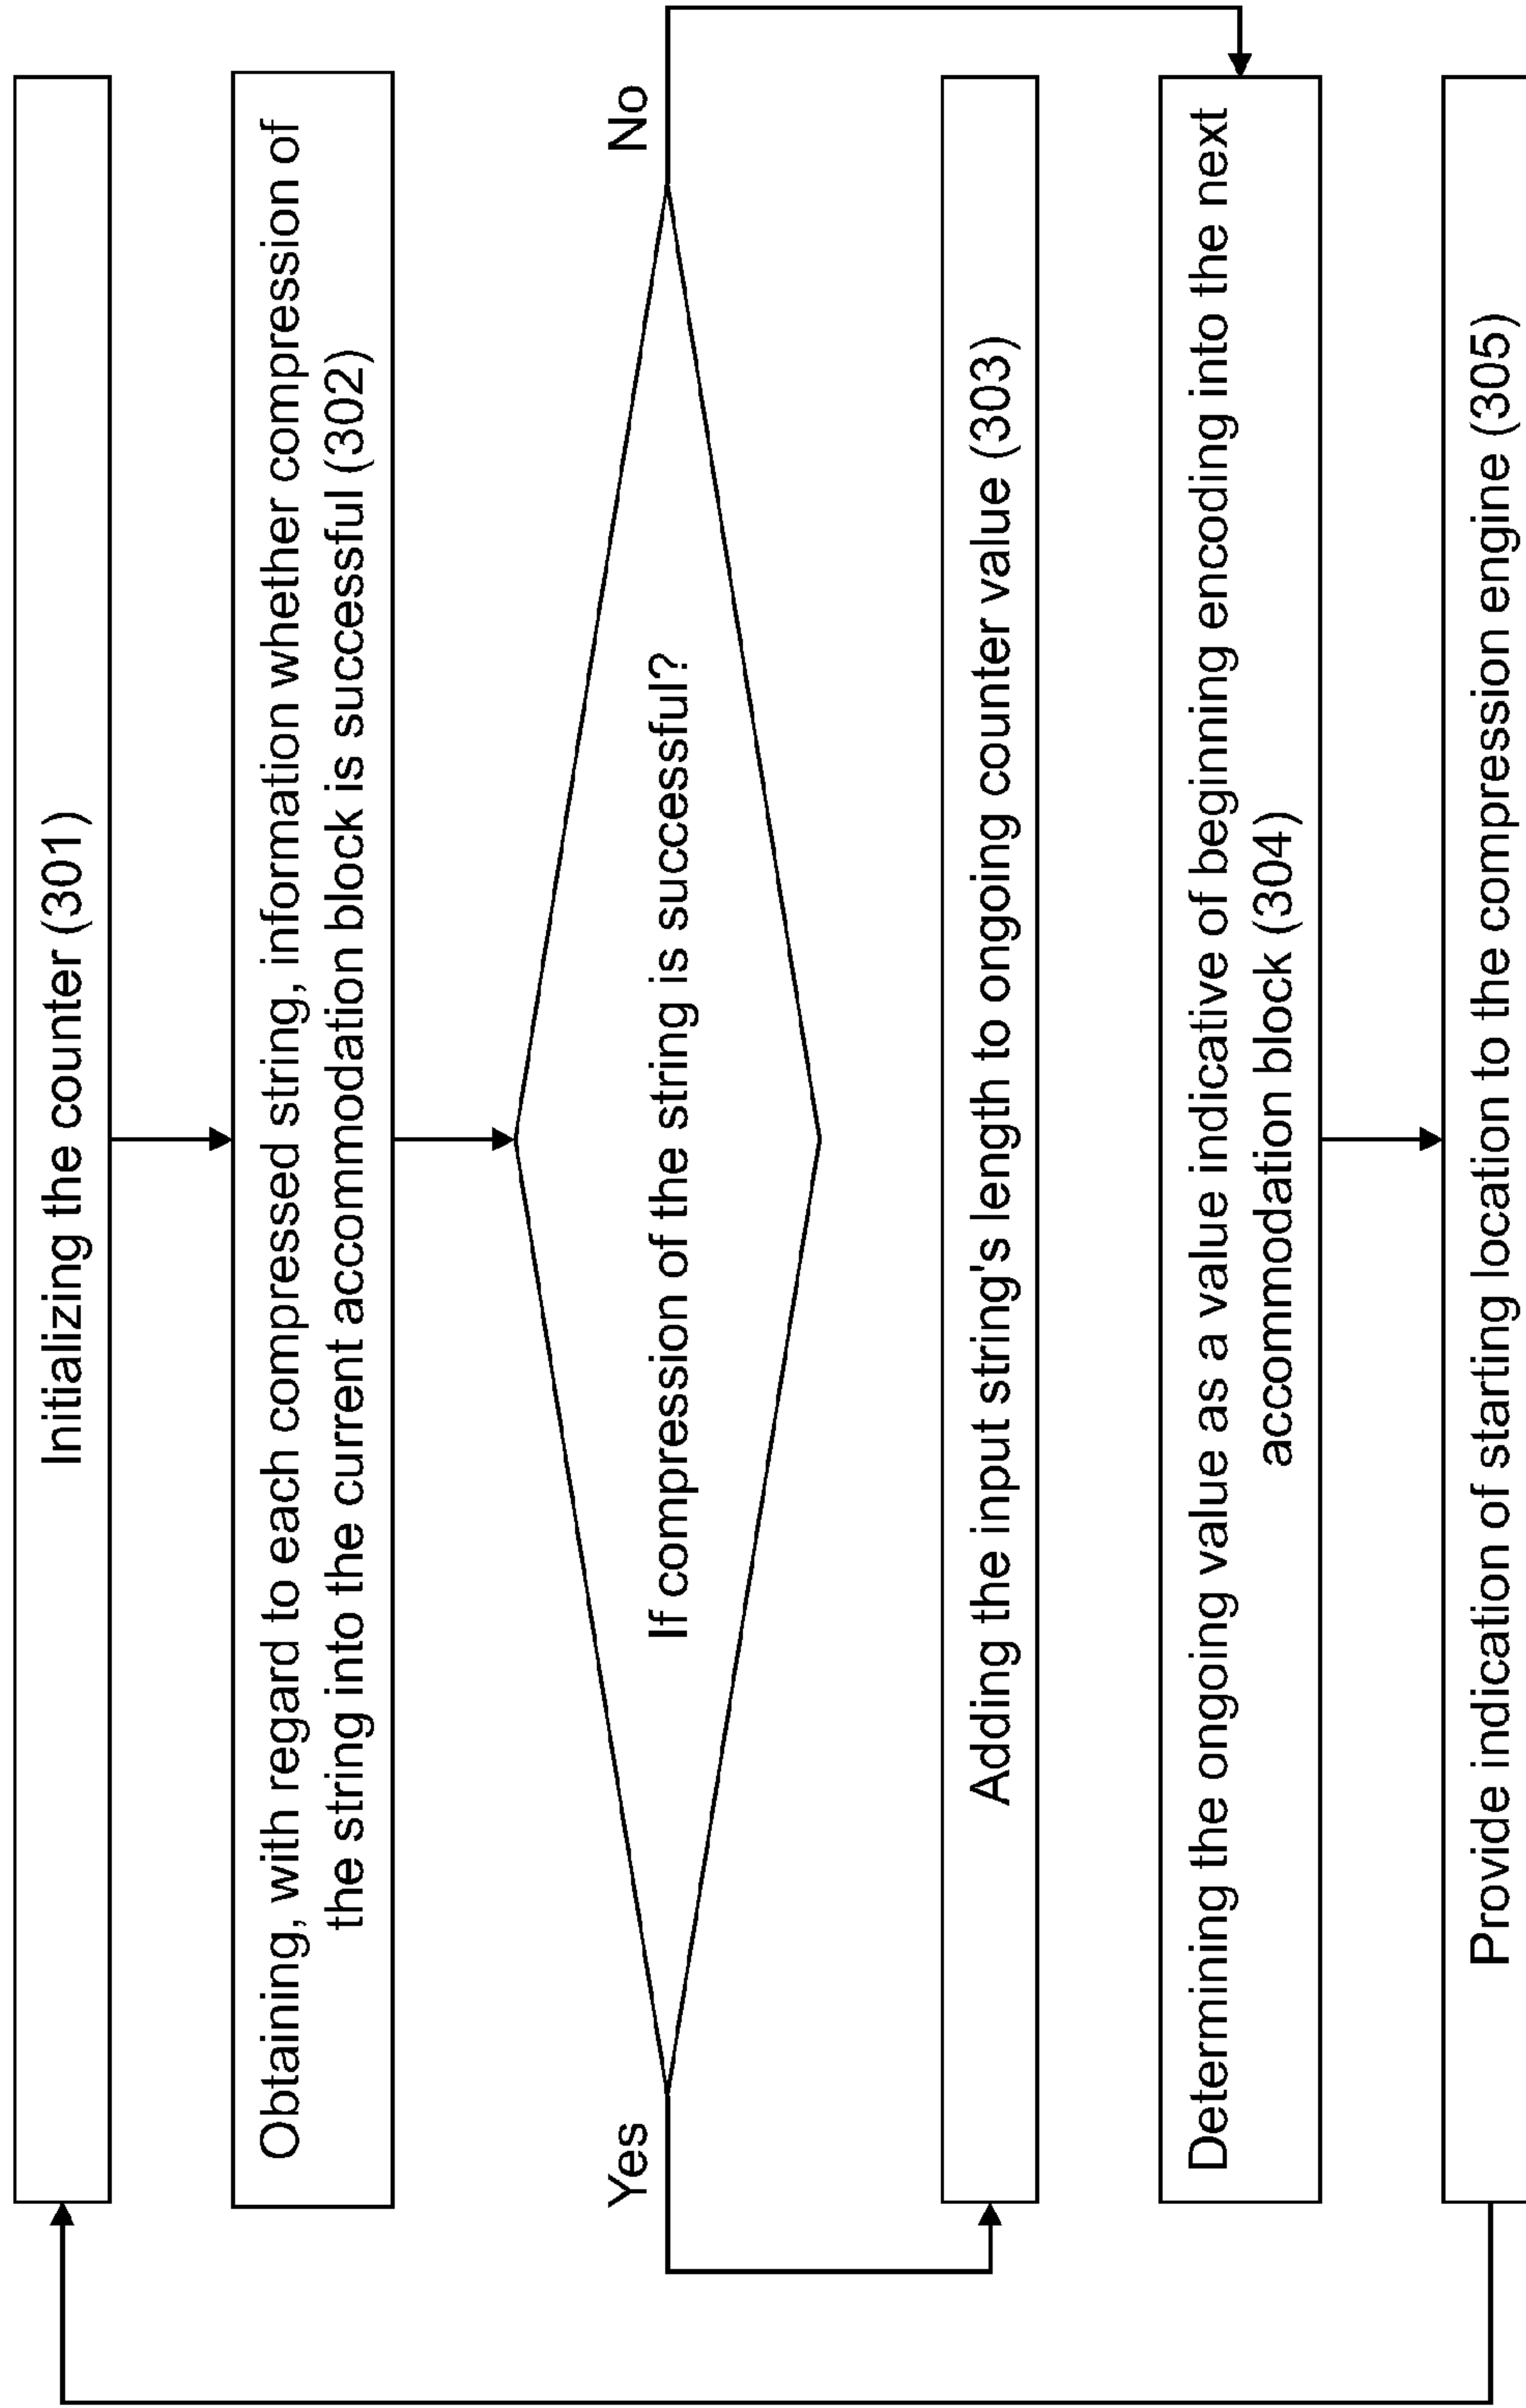 Initializing the counter (301)
Obtaining, with regard to each compressed string, information whether compression of
the string into the current accommodation block is successful (302)
If compression of the string is successful?
Yes
No
Adding the input string's length to ongoing counter value (303)
Determining the ongoing value as a value indicative of beginning encoding into the next
accommodation block (304)
Provide indication of starting location to the compression engine (305)